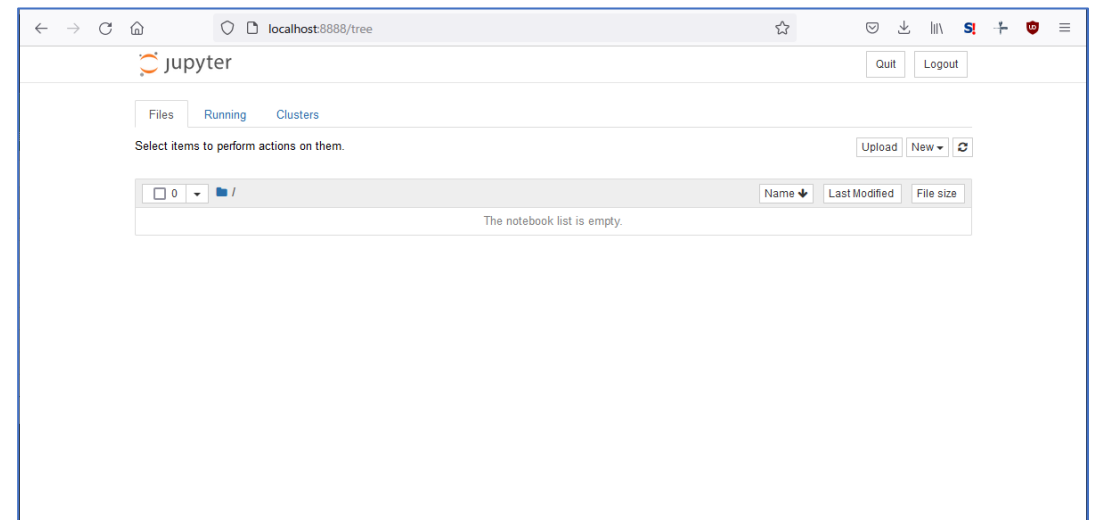 localhost:8888/tree
S!
jupyter
Quit Logout
Files Running Clusters
Select items to perform actions on them.
Upload New
0 / Name Last Modified File size
The notebook list is empty.